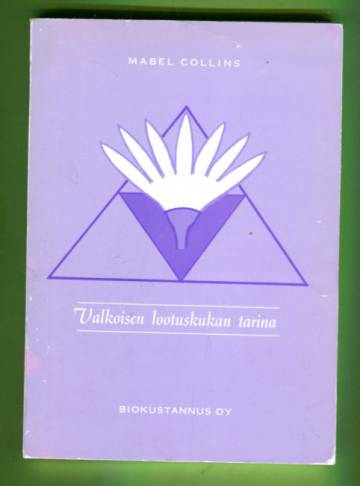 MABEL COLLINS
Valkoisen lootuskukan tarina
BIOKUSTANNUS OY